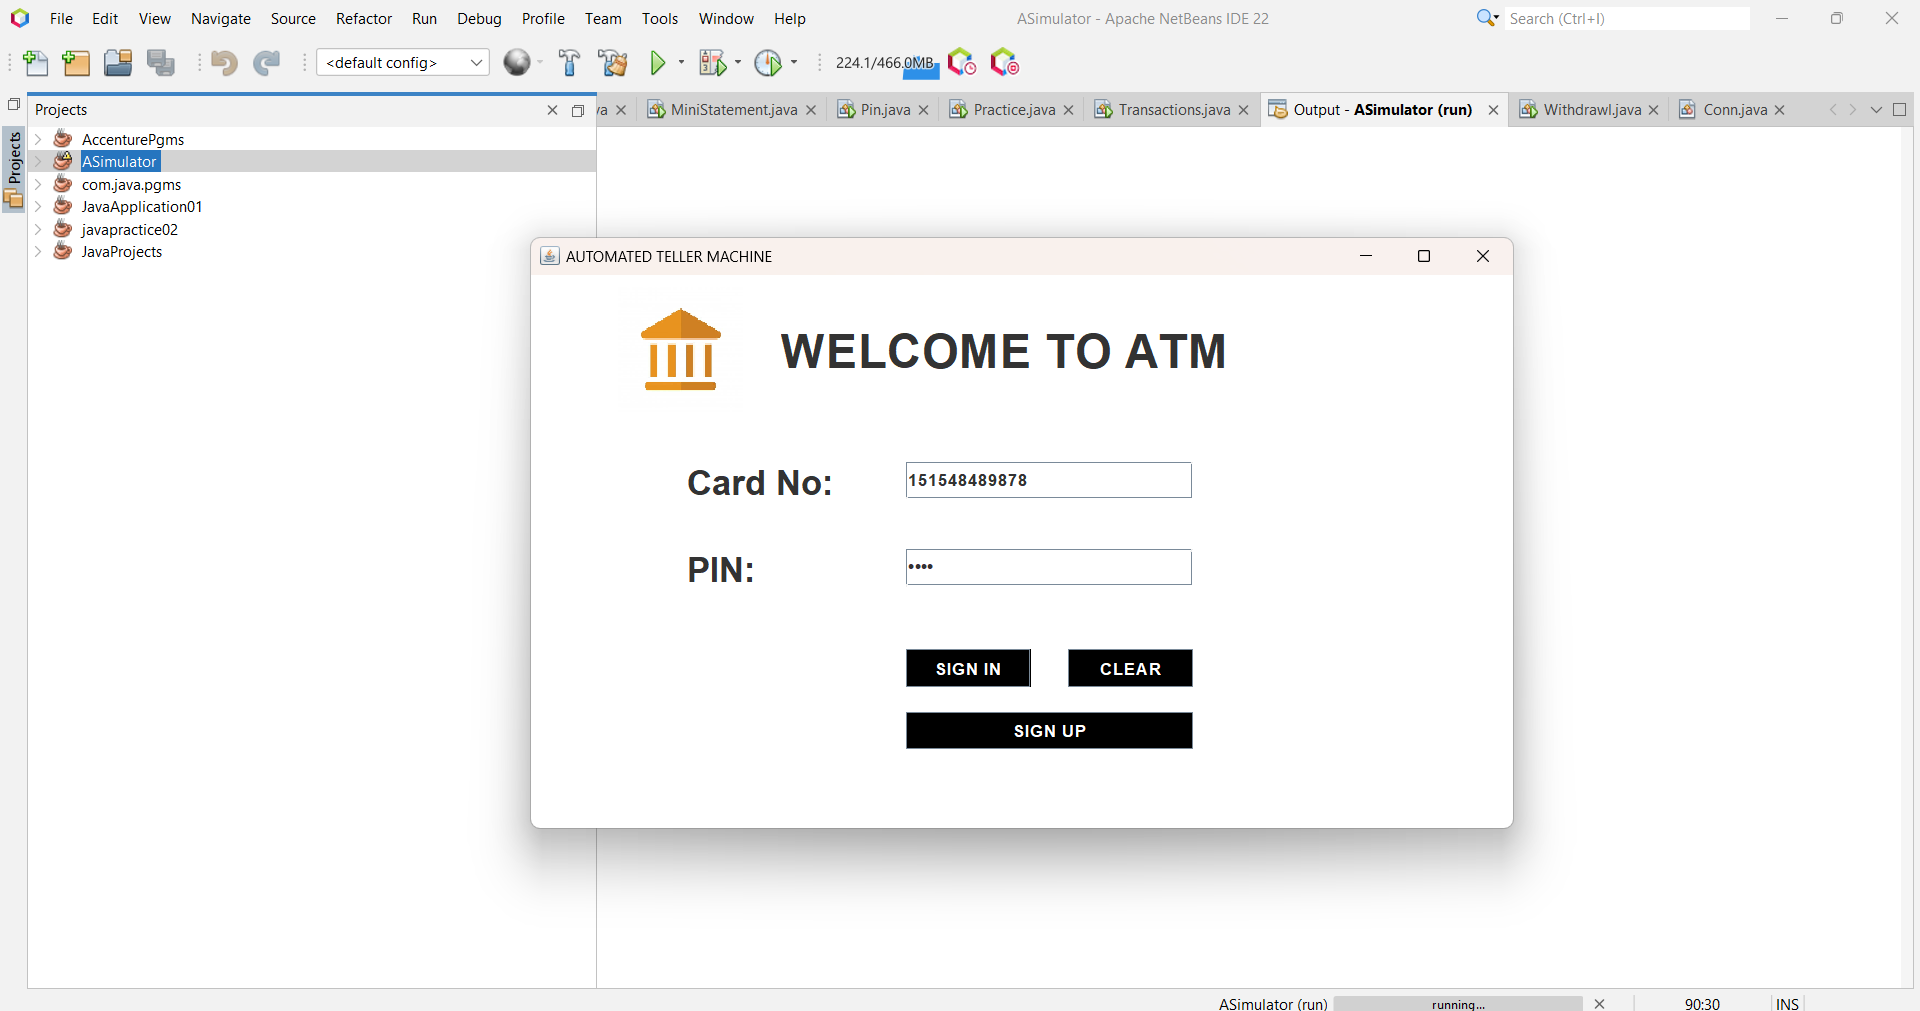 File Edit View Navigate Source Refactor Run Debug Profile Team Tools Window Help
ASimulator - Apache NetBeans IDE 22
Search (Ctrl+I)
<default config>
224.1/466.0MB
Projects
va
MiniStatement.java
Pin.java
Practice.java
Transactions.java
Output - ASimulator (run)
Withdrawl.java
Conn.java
Projects
AccenturePgms
ASimulator
com.java.pgms
JavaApplication01
javapractice02
JavaProjects
AUTOMATED TELLER MACHINE
WELCOME TO ATM
Card No:
151548489878
PIN:
••••
SIGN IN
CLEAR
SIGN UP
ASimulator (run)
running...
90:30
INS